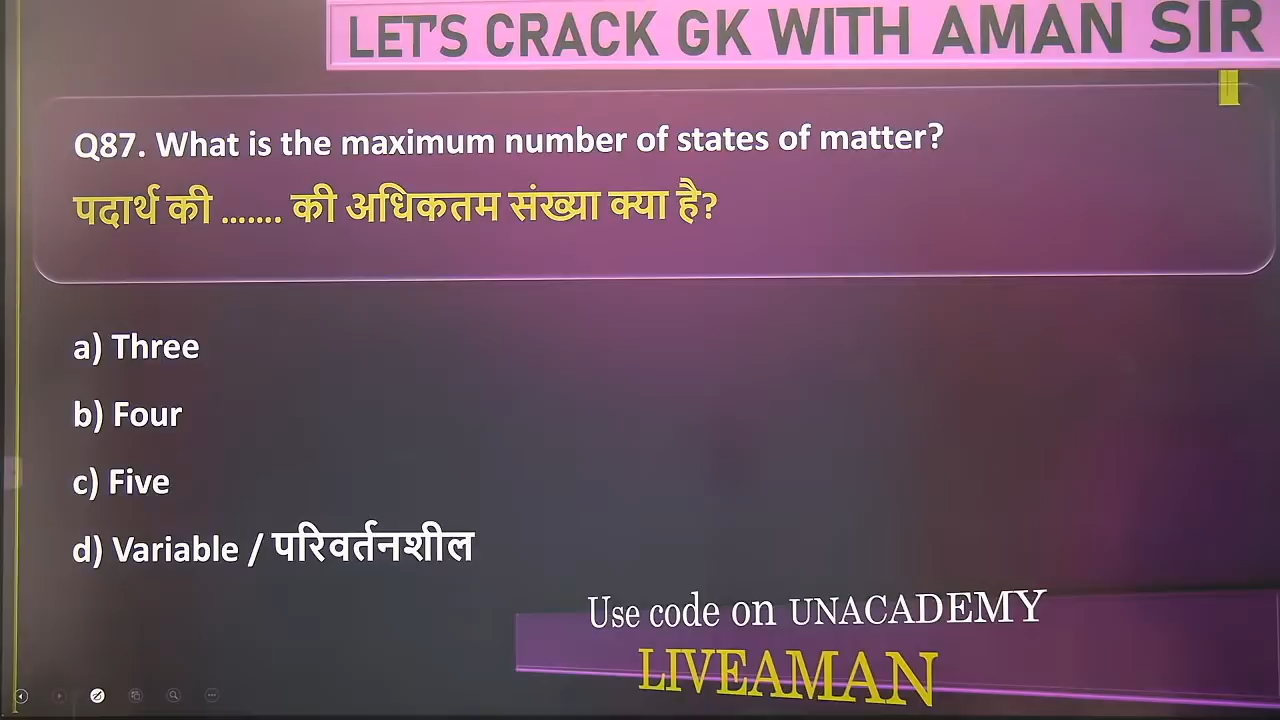 LET'S CRACK GK WITH AMAN SIR
Q87. What is the maximum number of states of matter?
पदार्थ की ....... की अधिकतम संख्या क्या है?
a) Three
b) Four
c) Five
d) Variable / परिवर्तनशील
Use code on UNACADEMY
LIVEAMAN